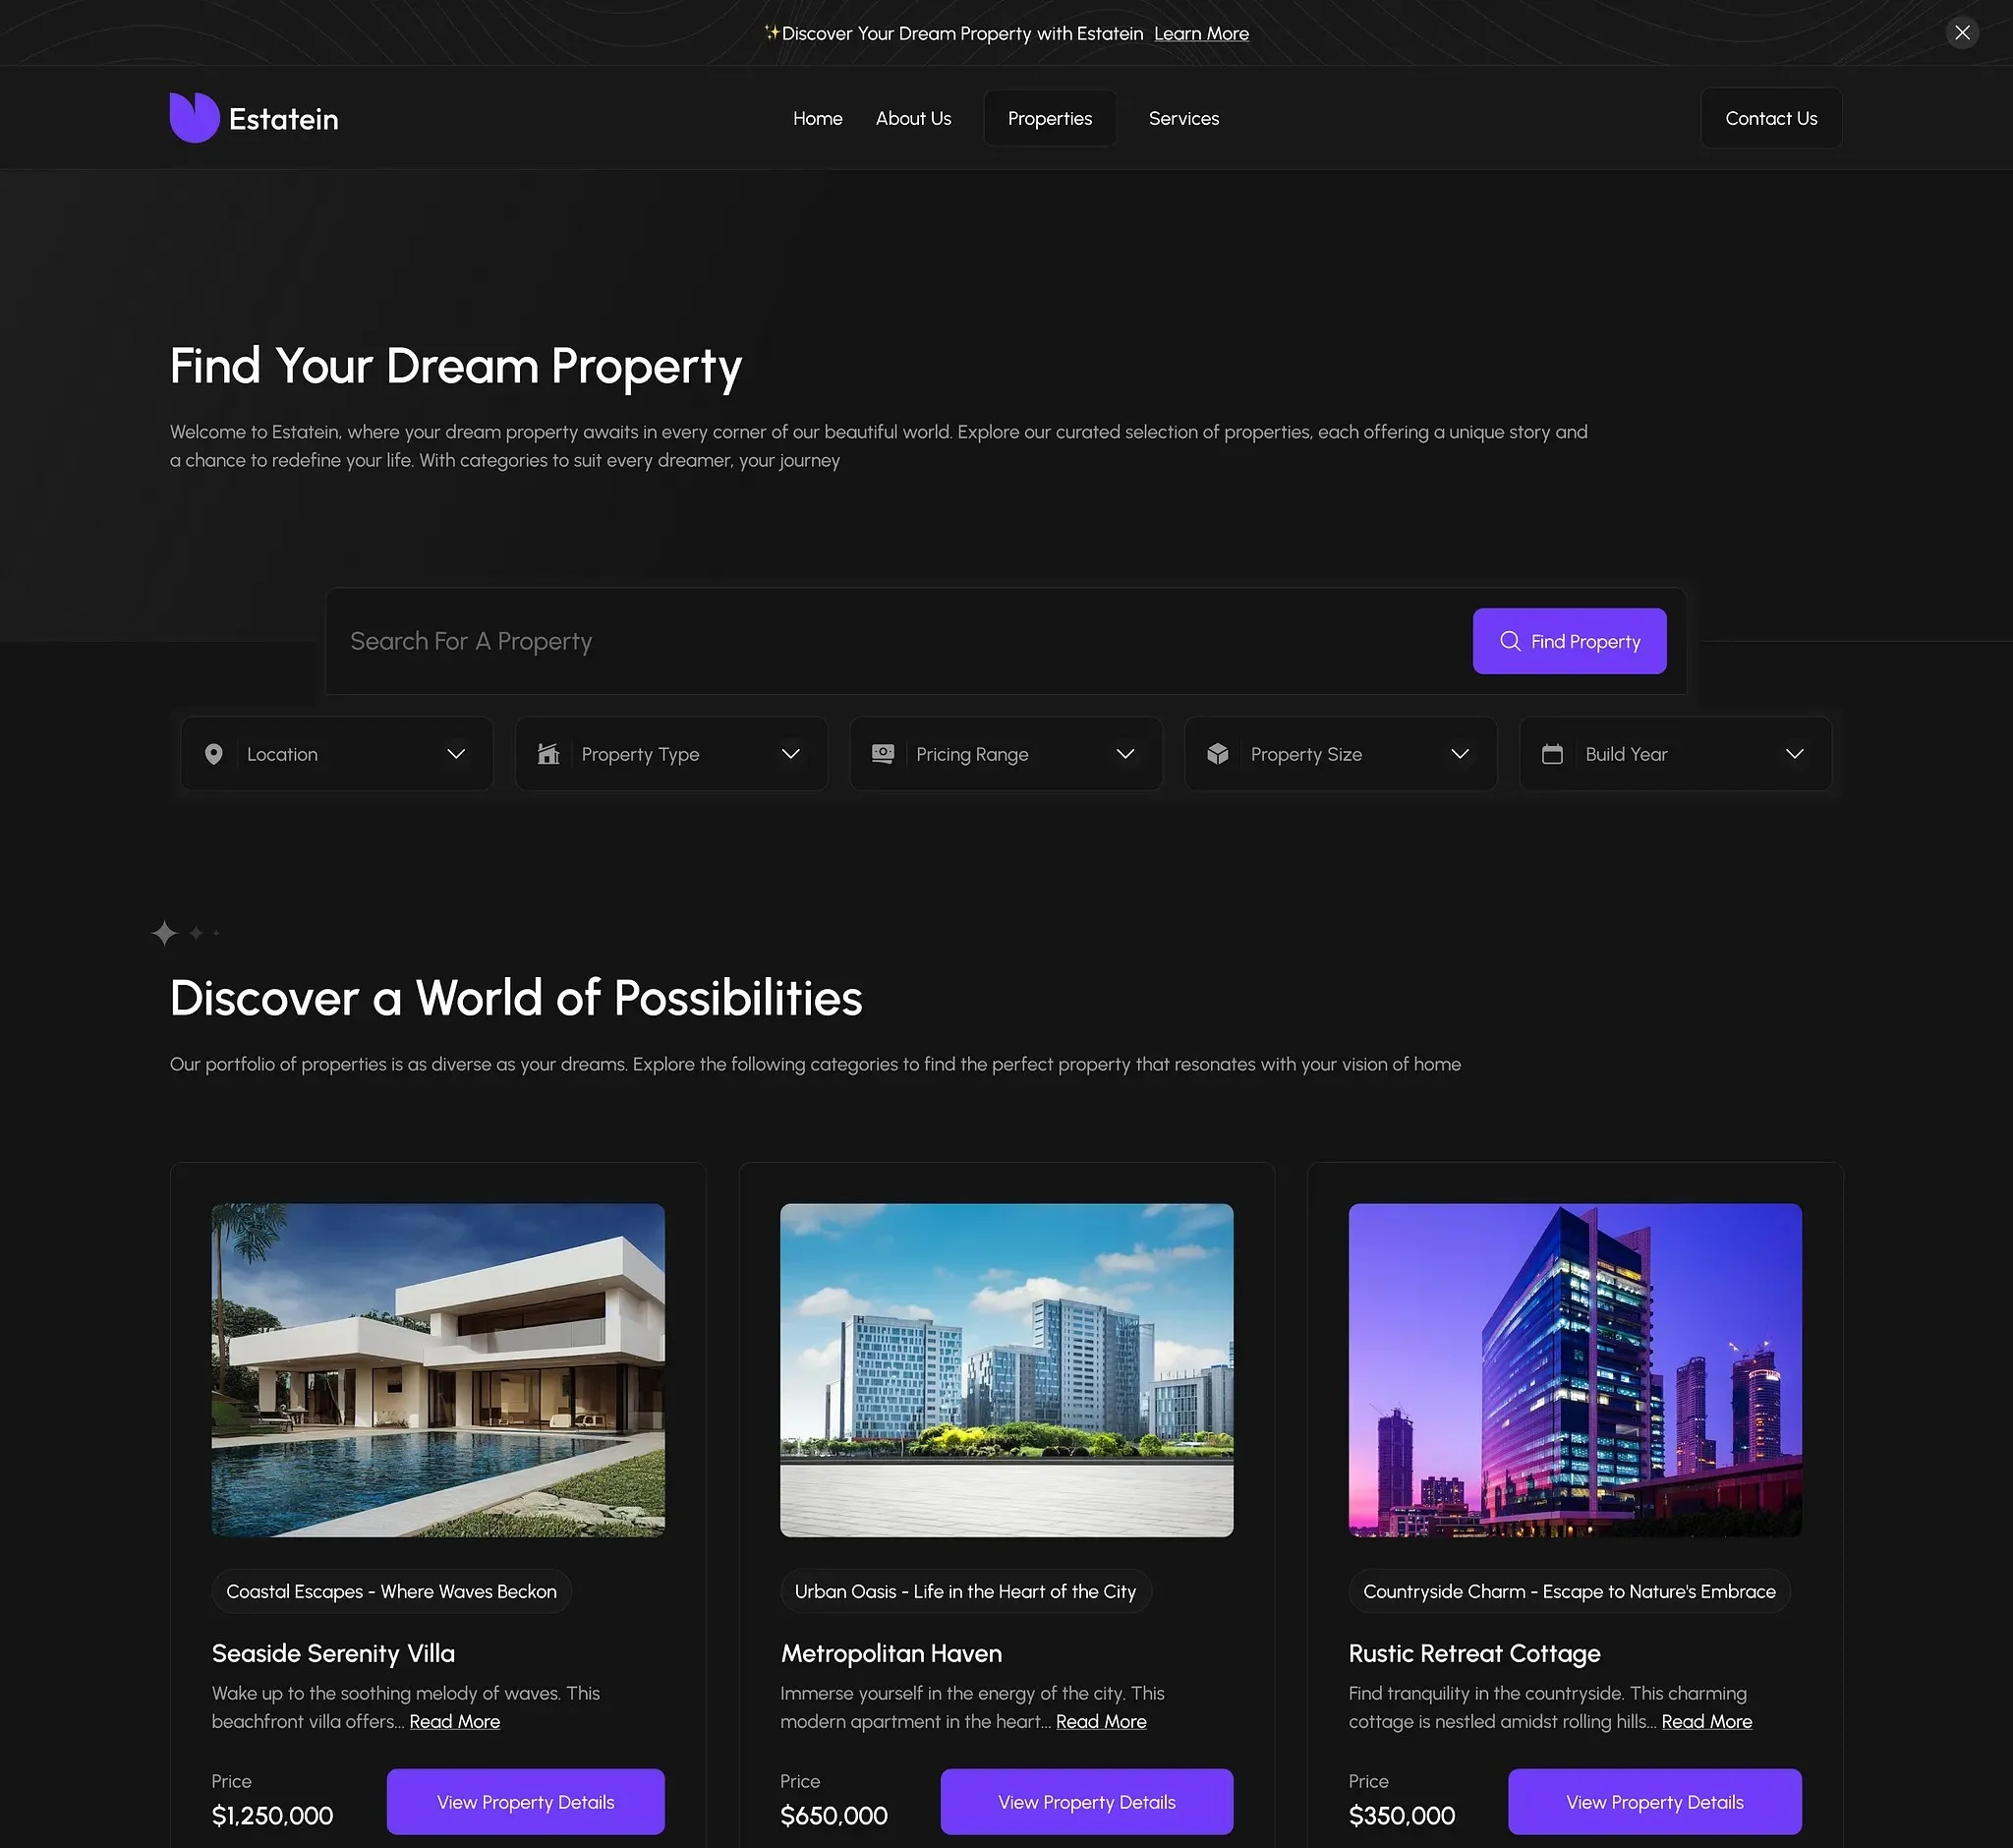 ✨Discover Your Dream Property with Estatein Learn More
Estatein
Home
About Us
Properties
Services
Contact Us
Find Your Dream Property
Welcome to Estatein, where your dream property awaits in every corner of our beautiful world. Explore our curated selection of properties, each offering a unique story and
a chance to redefine your life. With categories to suit every dreamer, your journey
Search For A Property
Find Property
Location
Property Type
Pricing Range
Property Size
Build Year
Discover a World of Possibilities
Our portfolio of properties is as diverse as your dreams. Explore the following categories to find the perfect property that resonates with your vision of home
Coastal Escapes - Where Waves Beckon
Seaside Serenity Villa
Wake up to the soothing melody of waves. This
beachfront villa offers... Read More
Price
$1,250,000
View Property Details
Urban Oasis - Life in the Heart of the City
Metropolitan Haven
Immerse yourself in the energy of the city. This
modern apartment in the heart... Read More
Price
$650,000
View Property Details
Countryside Charm - Escape to Nature's Embrace
Rustic Retreat Cottage
Find tranquility in the countryside. This charming
cottage is nestled amidst rolling hills... Read More
Price
$350,000
View Property Details